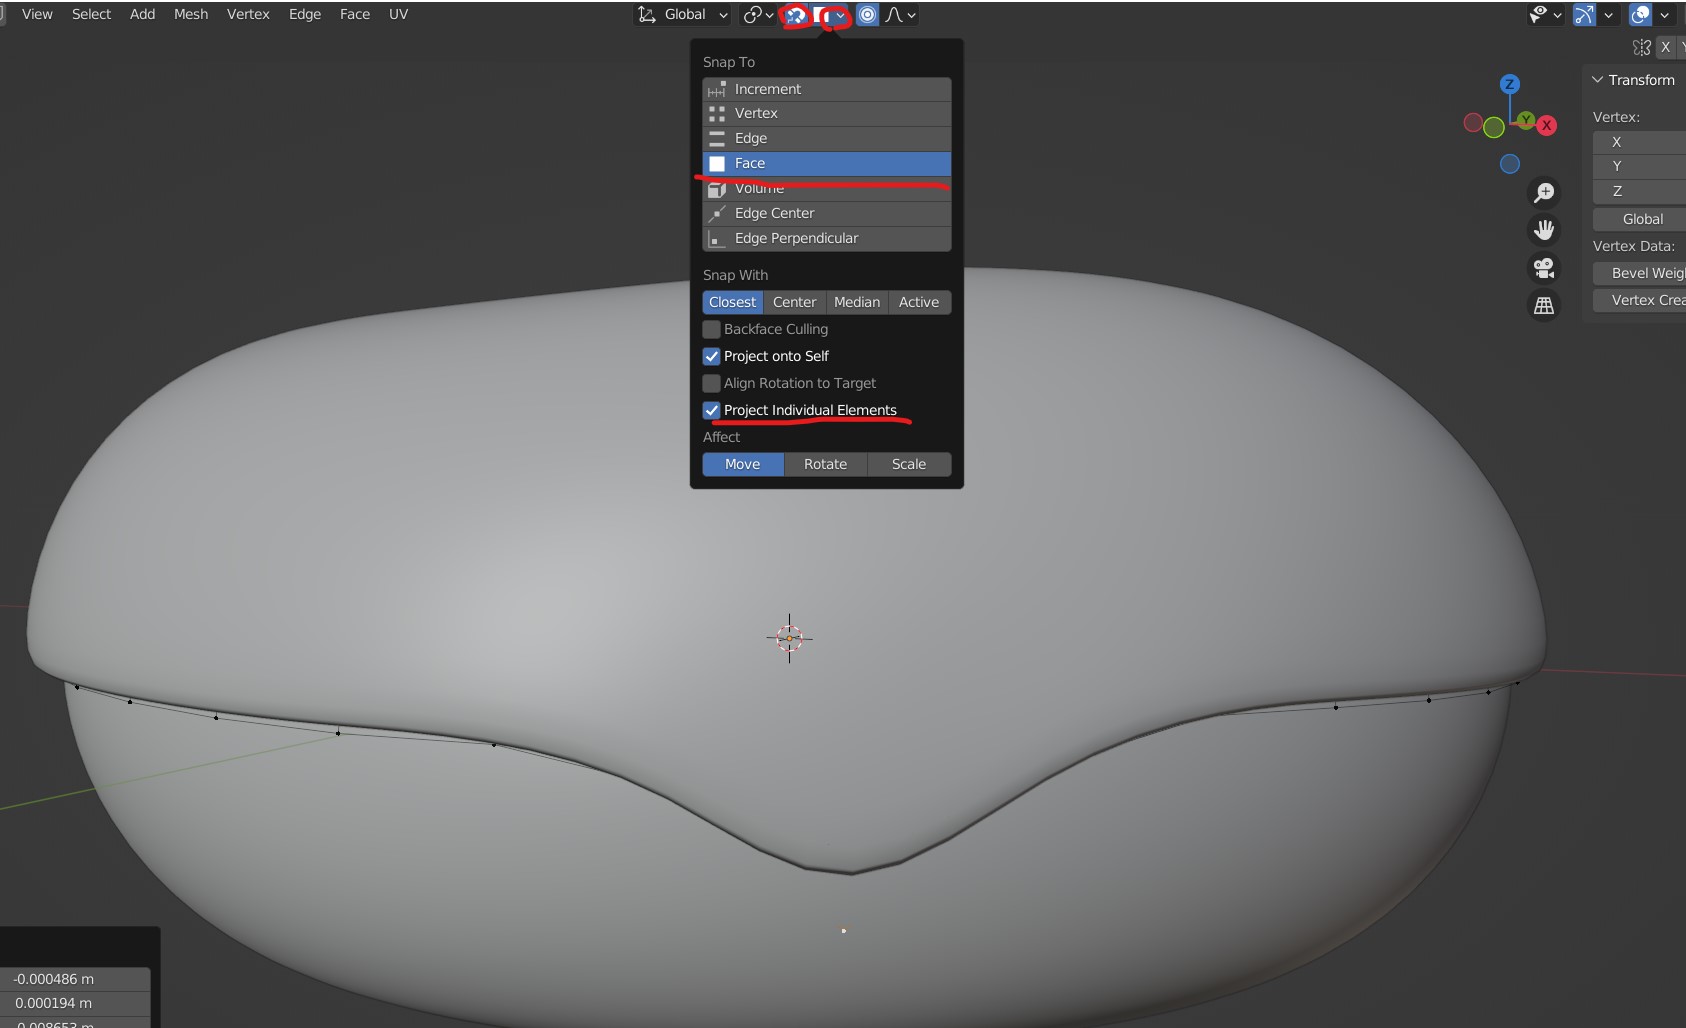 View Select Add Mesh Vertex Edge Face UV Global
X
Snap To
Increment
Vertex
Edge
Face
Volume
Edge Center
Edge Perpendicular
Snap With
Closest Center Median Active
Backface Culling
Project onto Self
Align Rotation to Target
Project Individual Elements
Affect
Move Rotate Scale
Z
Y
X
Transform
Vertex:
X
Y
Z
Global
Vertex Data:
Bevel Weig
Vertex Crea
-0.000486 m
0.000194 m